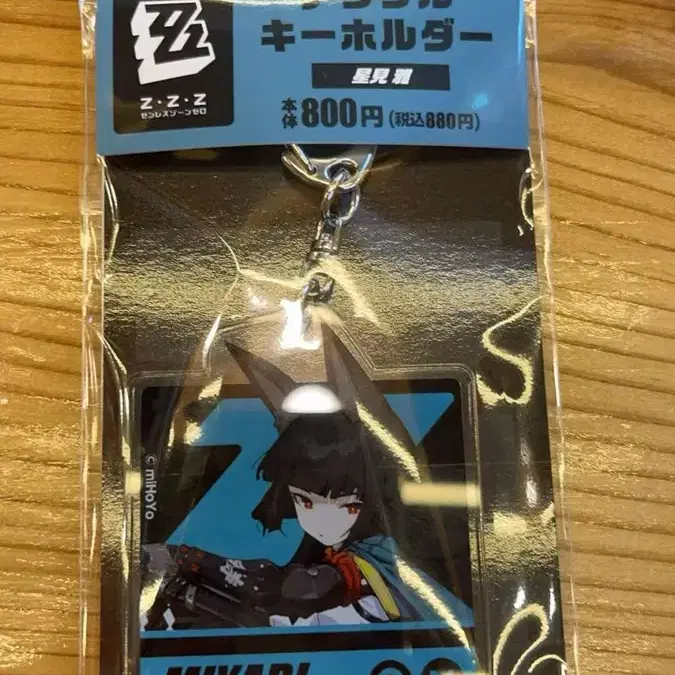 キーホルダー
星見 雅
Z・Z・Z
ゼンレスゾーンゼロ
本体800円(税込880円)
© miHoYo
MIYABI